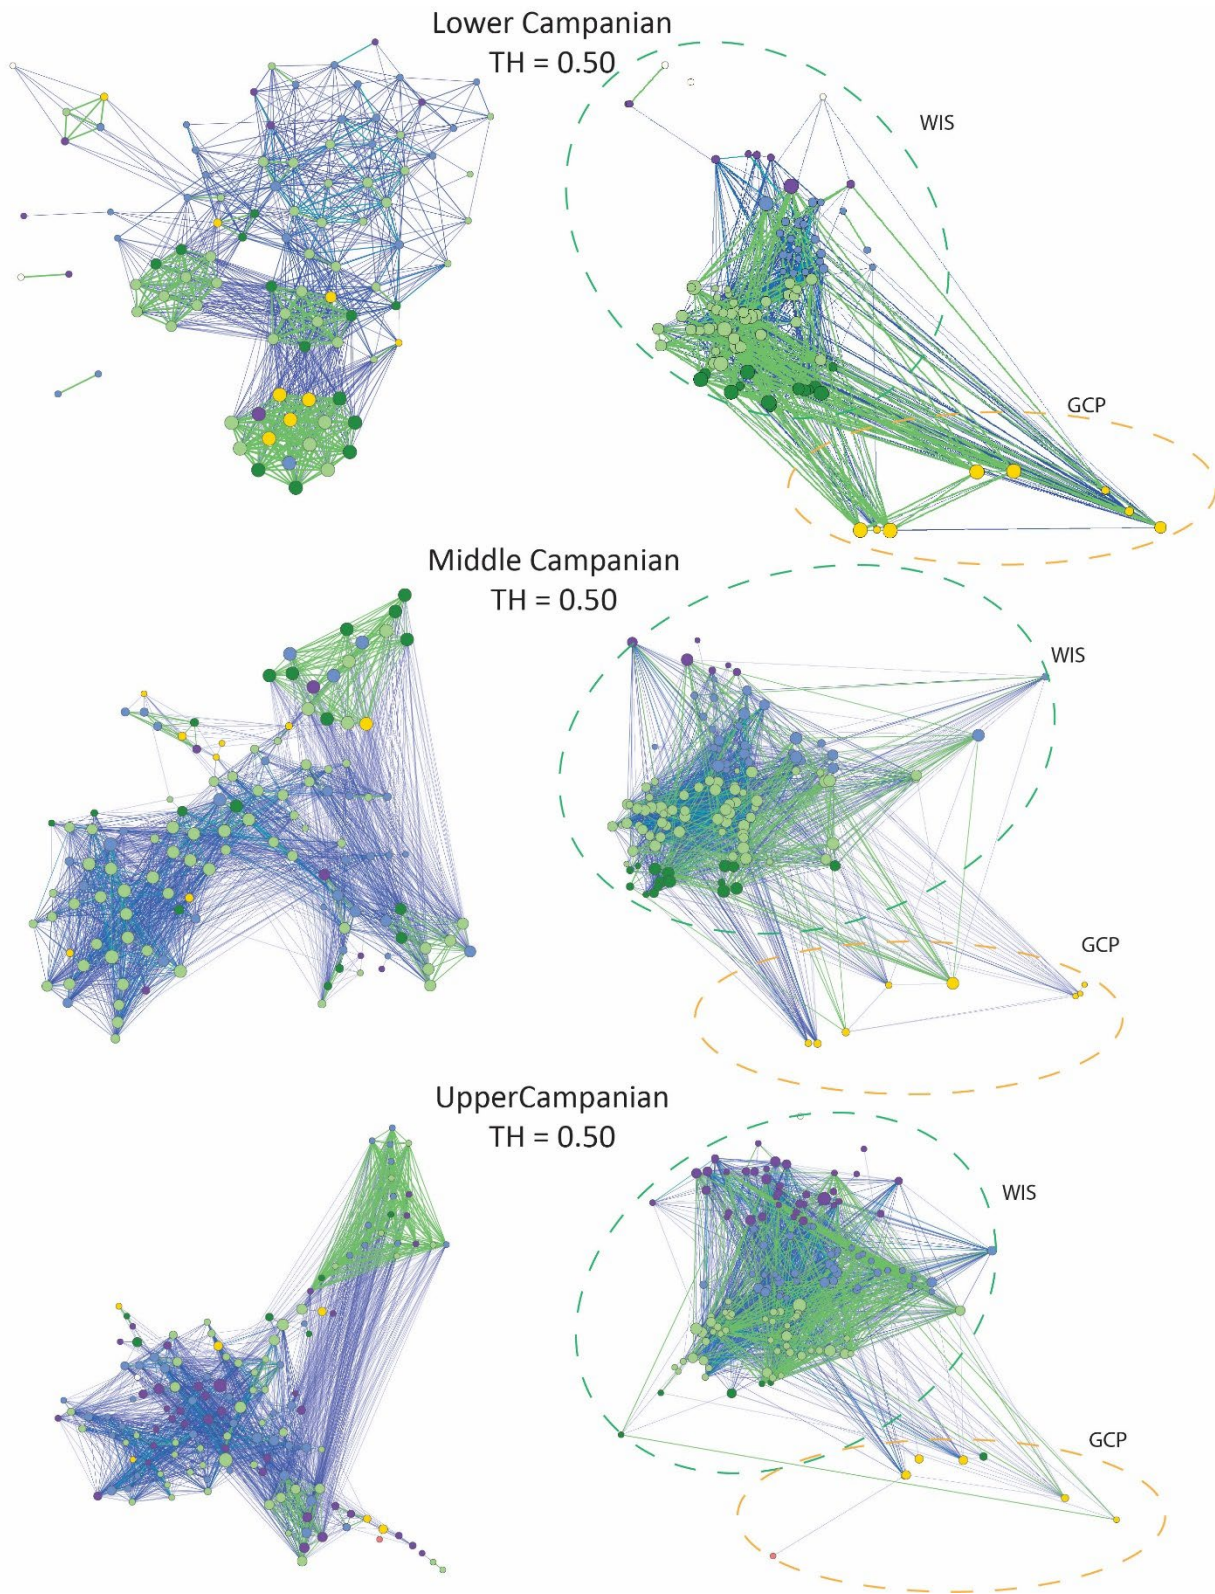 Lower Campanian
TH = 0.50
WIS
GCP
Middle Campanian
TH = 0.50
WIS
GCP
UpperCampanian
TH = 0.50
WIS
GCP